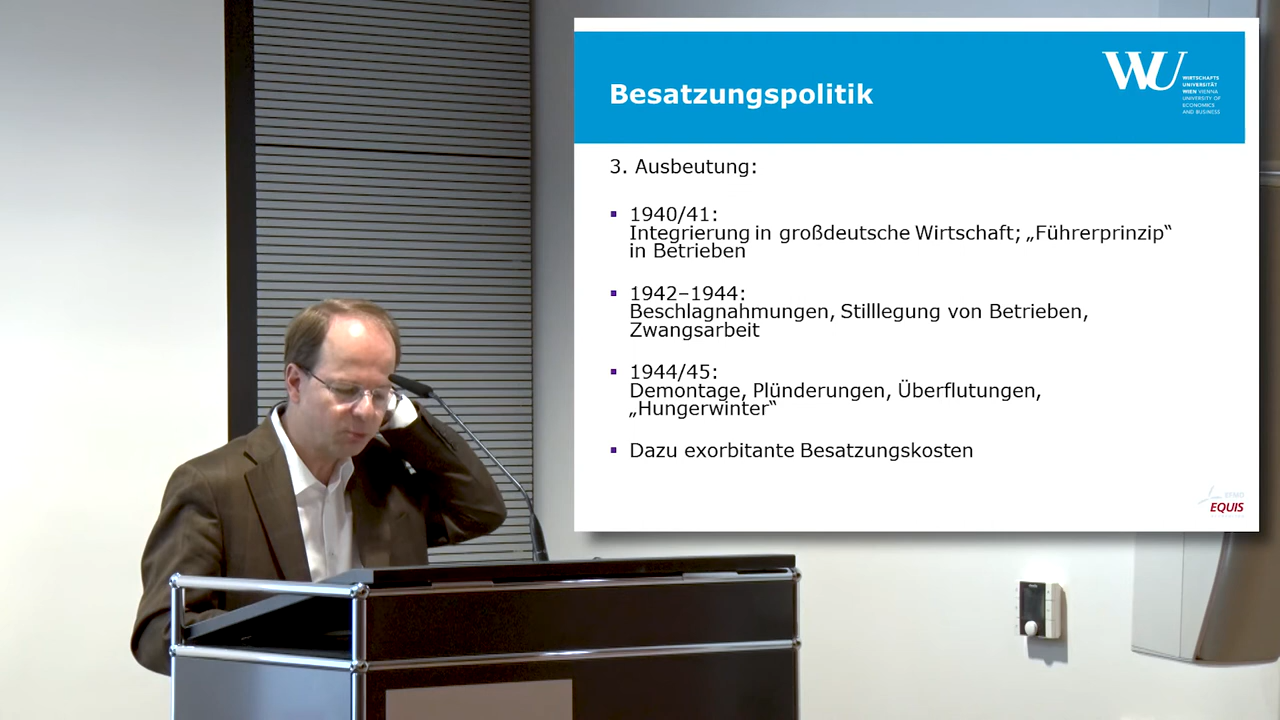 WU
WIRTSCHAFTS
UNIVERSITÄT
WIEN VIENNA
UNIVERSITY OF
ECONOMICS
AND BUSINESS
Besatzungspolitik
3. Ausbeutung:
▪ 1940/41:
Integrierung in großdeutsche Wirtschaft; „Führerprinzip“
in Betrieben
▪ 1942–1944:
Beschlagnahmungen, Stilllegung von Betrieben,
Zwangsarbeit
▪ 1944/45:
Demontage, Plünderungen, Überflutungen,
„Hungerwinter“
▪ Dazu exorbitante Besatzungskosten
EFMD
EQUIS